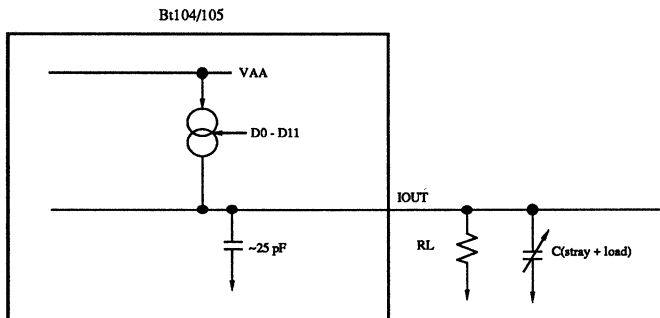 Bt104/105
VAA
D0 - D11
IOUT
~25 pF
RL
C(stray + load)